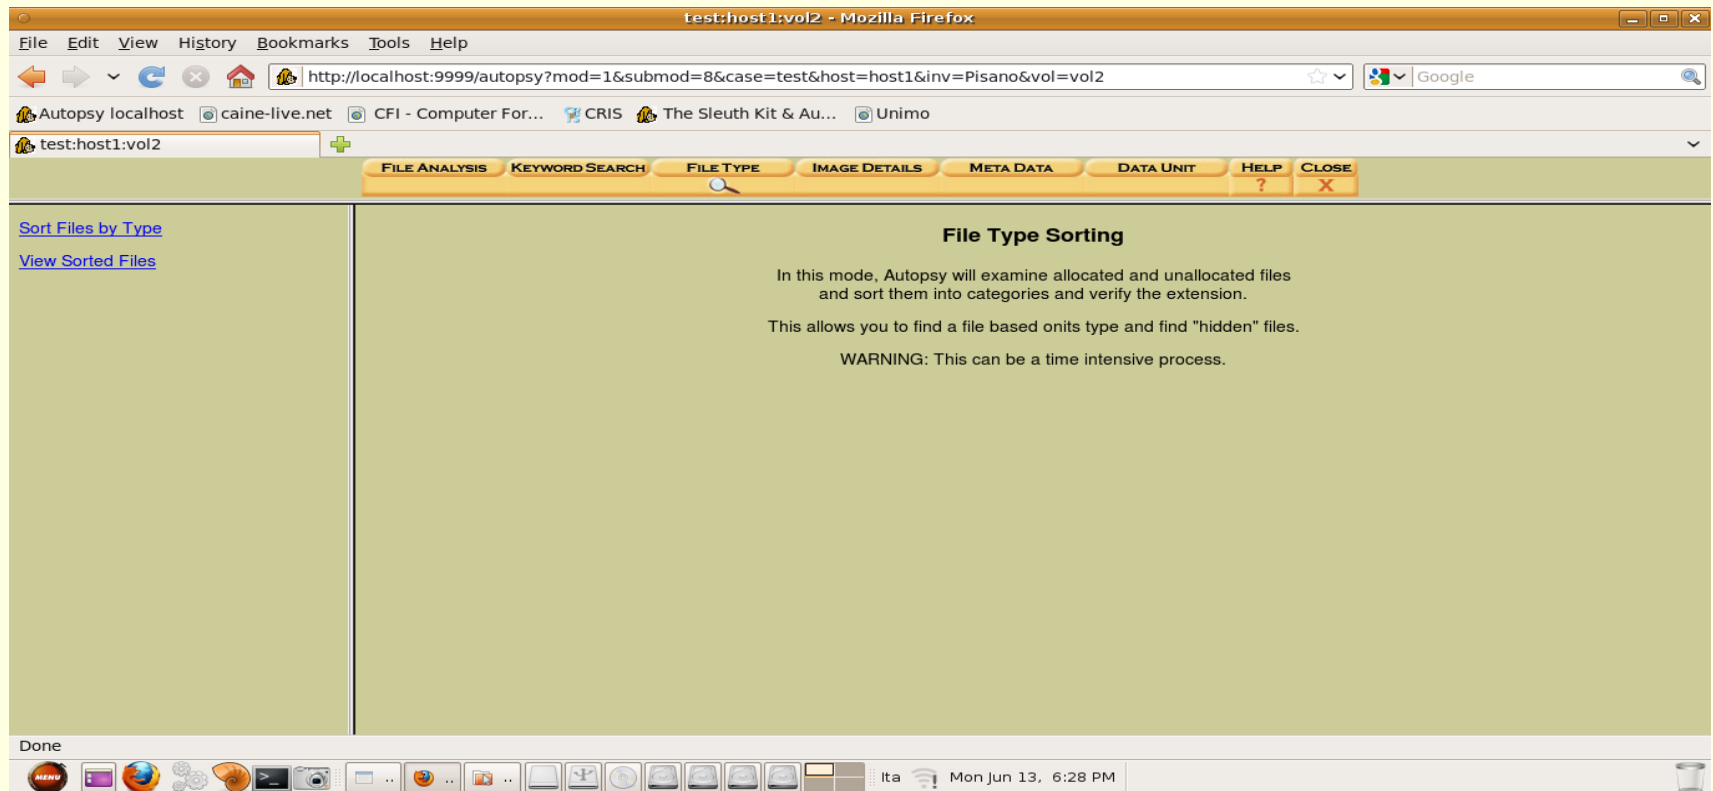 test:host1:vol2 - Mozilla Firefox
File Edit View History Bookmarks Tools Help
http://localhost:9999/autopsy?mod=1&submod=8&case=test&host=host1&inv=Pisano&vol=vol2
Google
Autopsy localhost caine-live.net CFI - Computer For... CRIS The Sleuth Kit & Au... Unimo
test:host1:vol2
FILE ANALYSIS KEYWORD SEARCH FILE TYPE IMAGE DETAILS META DATA DATA UNIT HELP CLOSE
? X
Sort Files by Type
View Sorted Files
File Type Sorting
In this mode, Autopsy will examine allocated and unallocated files
and sort them into categories and verify the extension.
This allows you to find a file based onits type and find "hidden" files.
WARNING: This can be a time intensive process.
Done
MENU .. .. .. Ita Mon Jun 13, 6:28 PM